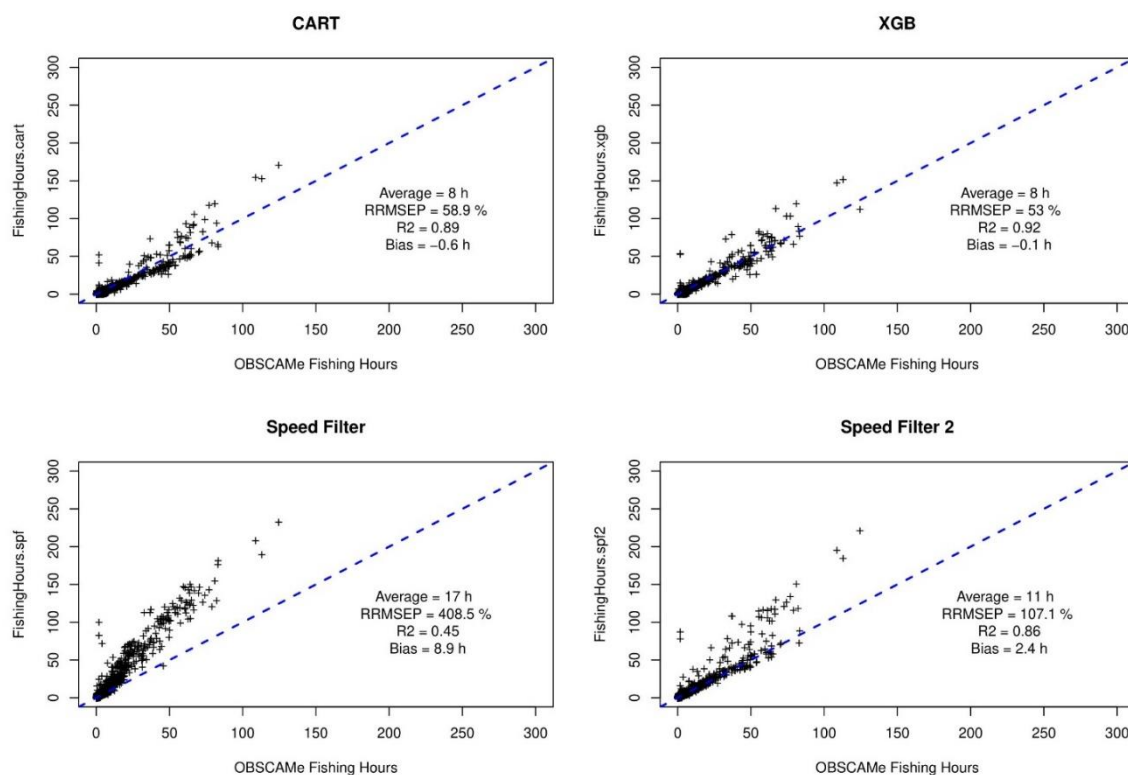 CART
FishingHours.cart
300
250
200
150
100
50
0
Average = 8 h
RRMSEP = 58.9 %
R2 = 0.89
Bias = −0.6 h
0 50 100 150 200 250 300
OBSCAMe Fishing Hours
XGB
FishingHours.xgb
300
250
200
150
100
50
0
Average = 8 h
RRMSEP = 53 %
R2 = 0.92
Bias = −0.1 h
0 50 100 150 200 250 300
OBSCAMe Fishing Hours
Speed Filter
FishingHours.spf
300
250
200
150
100
50
0
Average = 17 h
RRMSEP = 408.5 %
R2 = 0.45
Bias = 8.9 h
0 50 100 150 200 250 300
OBSCAMe Fishing Hours
Speed Filter 2
FishingHours.spf2
300
250
200
150
100
50
0
Average = 11 h
RRMSEP = 107.1 %
R2 = 0.86
Bias = 2.4 h
0 50 100 150 200 250 300
OBSCAMe Fishing Hours